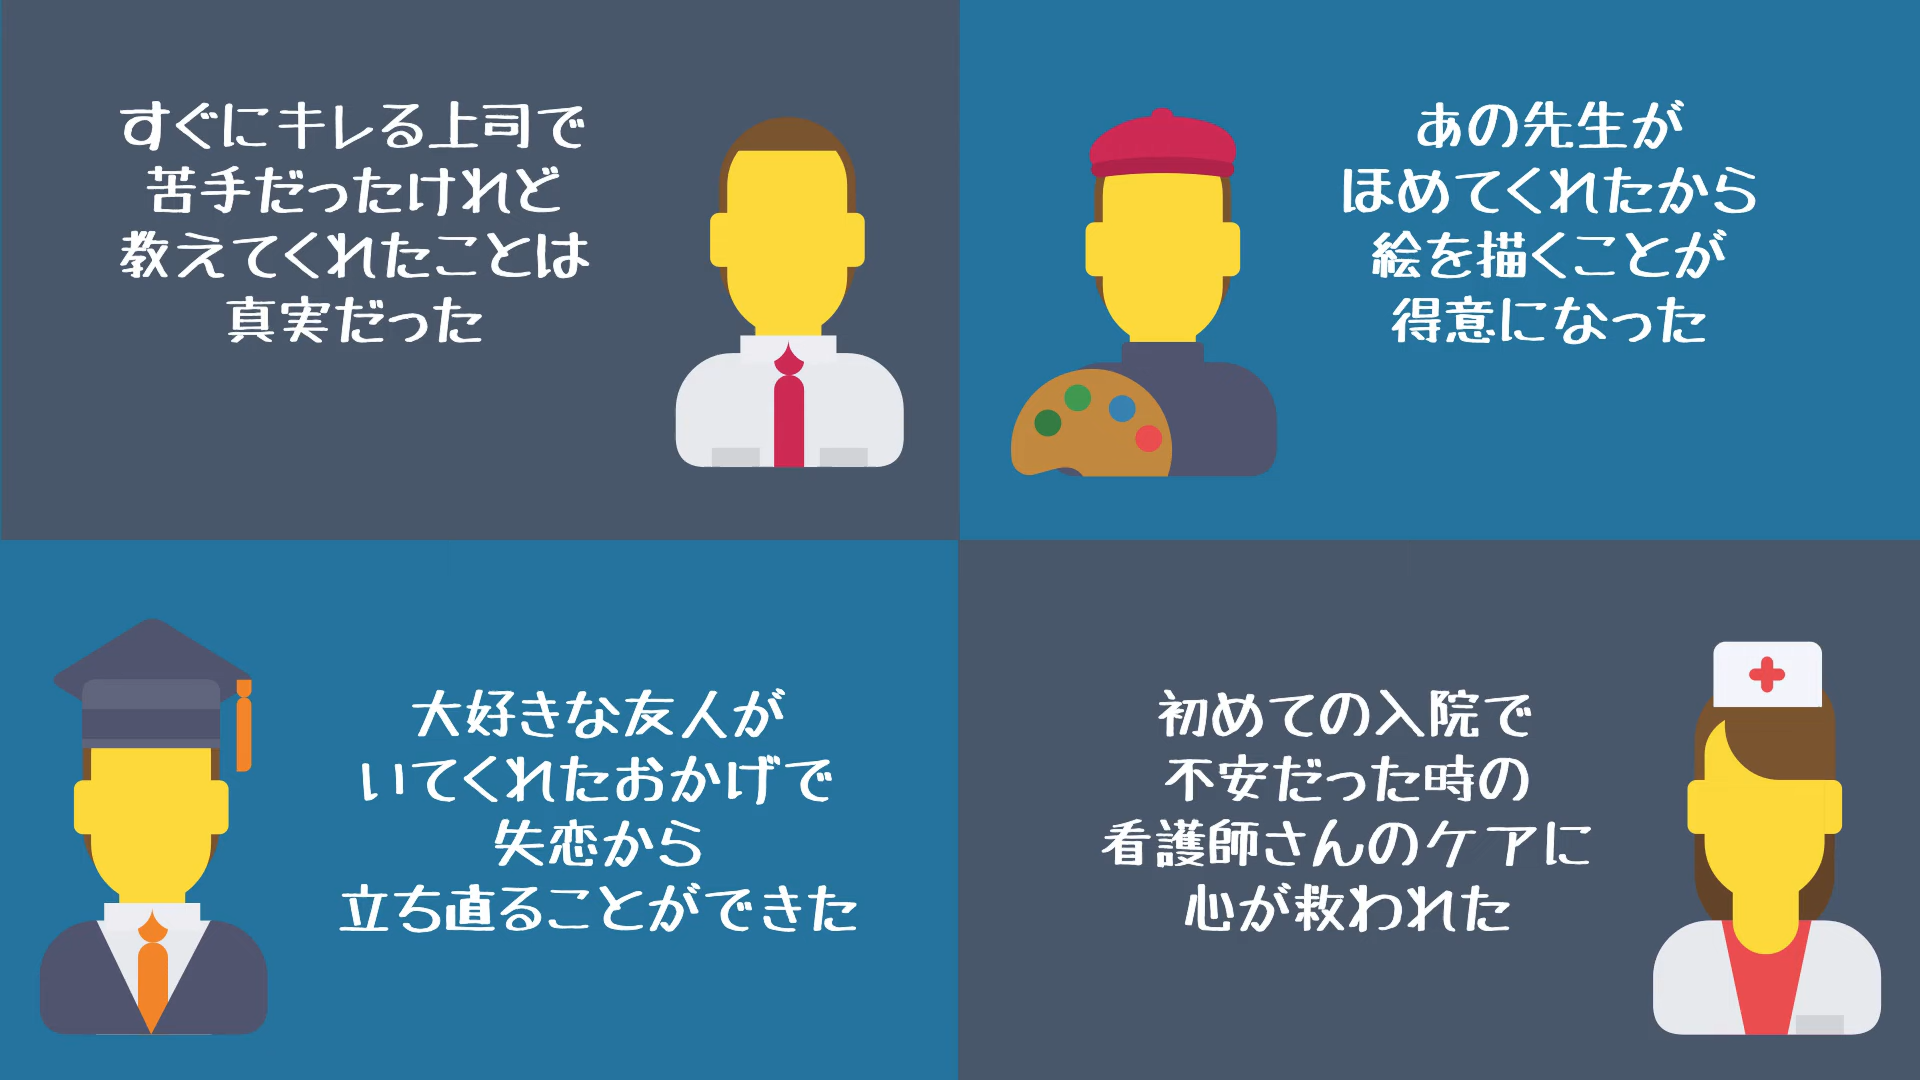 すぐにキレる上司で
苦手だったけれど
教えてくれたことは
真実だった
あの先生が
ほめてくれたから
絵を描くことが
得意になった
大好きな友人が
いてくれたおかげで
失恋から
立ち直ることができた
初めての入院で
不安だった時の
看護師さんのケアに
心が救われた